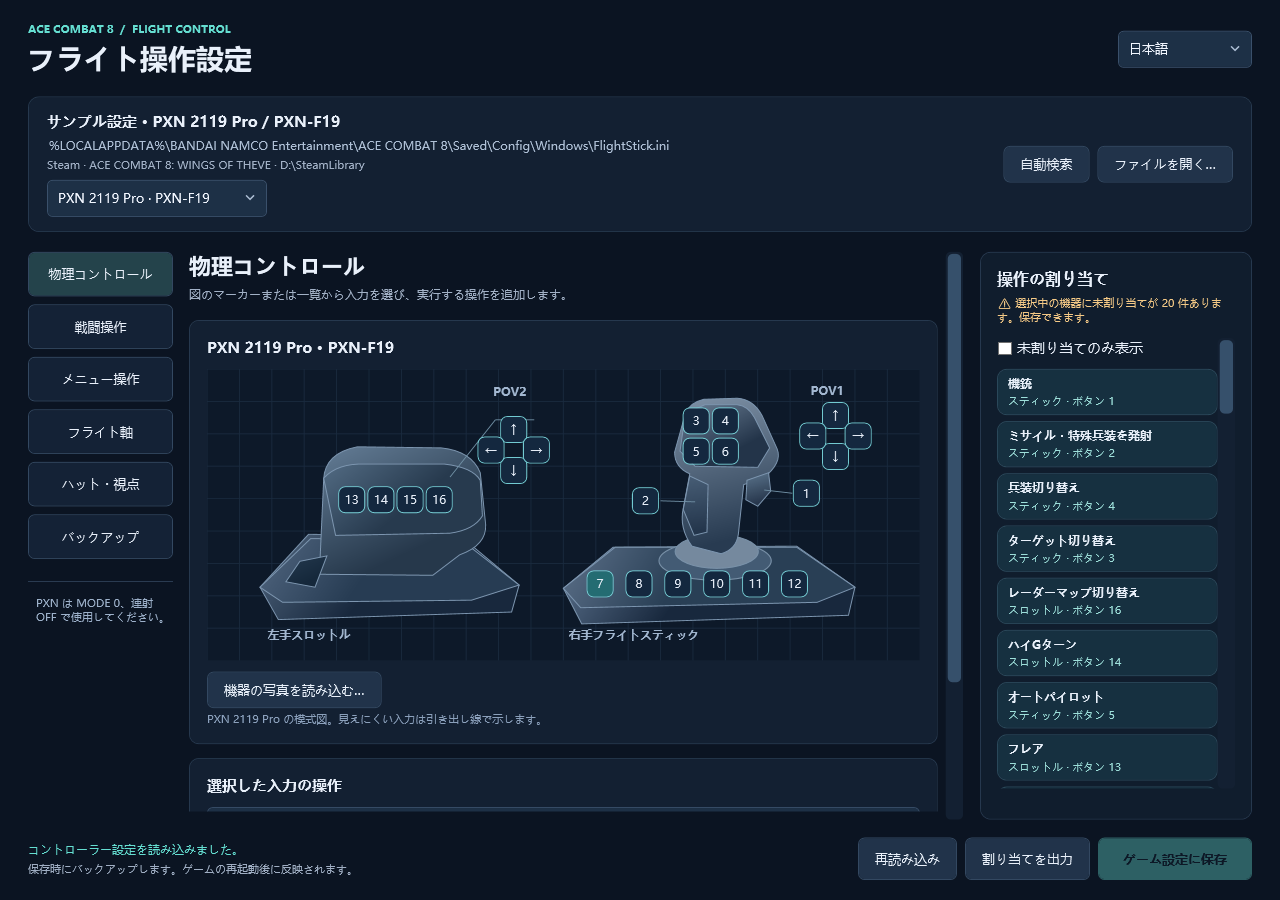 ACE COMBAT 8 / FLIGHT CONTROL
フライト操作設定
日本語
サンプル設定 • PXN 2119 Pro / PXN-F19
%LOCALAPPDATA%\BANDAI NAMCO Entertainment\ACE COMBAT 8\Saved\Config\Windows\FlightStick.ini
Steam · ACE COMBAT 8: WINGS OF THEVE · D:\SteamLibrary
PXN 2119 Pro · PXN-F19
自動検索
ファイルを開く...
物理コントロール
戦闘操作
メニュー操作
フライト軸
ハット・視点
バックアップ
PXN は MODE 0、連射
OFF で使用してください。
物理コントロール
図のマーカーまたは一覧から入力を選び、実行する操作を追加します。
PXN 2119 Pro • PXN-F19
POV2
↑
←
→
↓
POV1
↑
←
→
↓
3
4
5
6
13
14
15
16
2
1
7
8
9
10
11
12
左手スロットル
右手フライトスティック
機器の写真を読み込む...
PXN 2119 Pro の模式図。見えにくい入力は引き出し線で示します。
選択した入力の操作
操作の割り当て
⚠ 選択中の機器に未割り当てが 20 件ありま
す。保存できます。
未割り当てのみ表示
機銃
スティック · ボタン 1
ミサイル・特殊兵装を発射
スティック · ボタン 2
兵装切り替え
スティック · ボタン 4
ターゲット切り替え
スティック · ボタン 3
レーダーマップ切り替え
スロットル · ボタン 16
ハイGターン
スロットル · ボタン 14
オートパイロット
スティック · ボタン 5
フレア
スロットル · ボタン 13
コントローラー設定を読み込みました。
保存時にバックアップします。ゲームの再起動後に反映されます。
再読み込み
割り当てを出力
ゲーム設定に保存